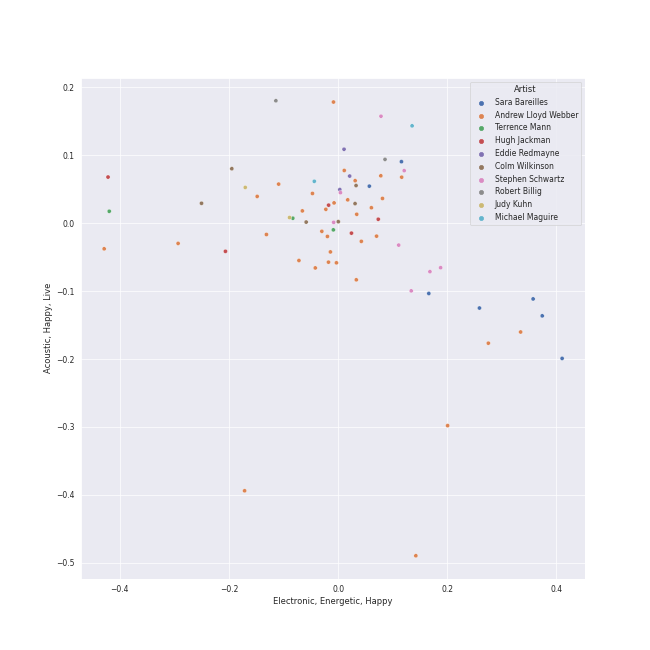 Artist
Sara Bareilles
Andrew Lloyd Webber
Terrence Mann
Hugh Jackman
Eddie Redmayne
Colm Wilkinson
Stephen Schwartz
Robert Billig
Judy Kuhn
Michael Maguire
0.2
0.1
0.0
−0.1
−0.2
−0.3
−0.4
−0.5
Acoustic, Happy, Live
−0.4
−0.2
0.0
0.2
0.4
Electronic, Energetic, Happy